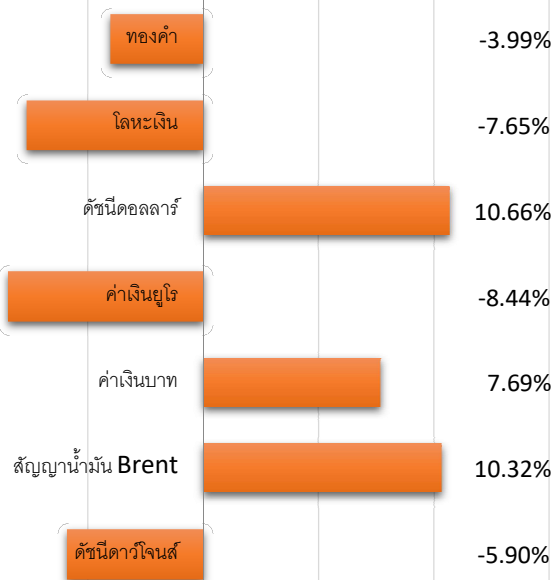 ทองคำ -3.99%
โลหะเงิน -7.65%
ดัชนีดอลลาร์ 10.66%
ค่าเงินยูโร -8.44%
ค่าเงินบาท 7.69%
สัญญาน้ำมัน Brent 10.32%
ดัชนีดาวโจนส์ -5.90%